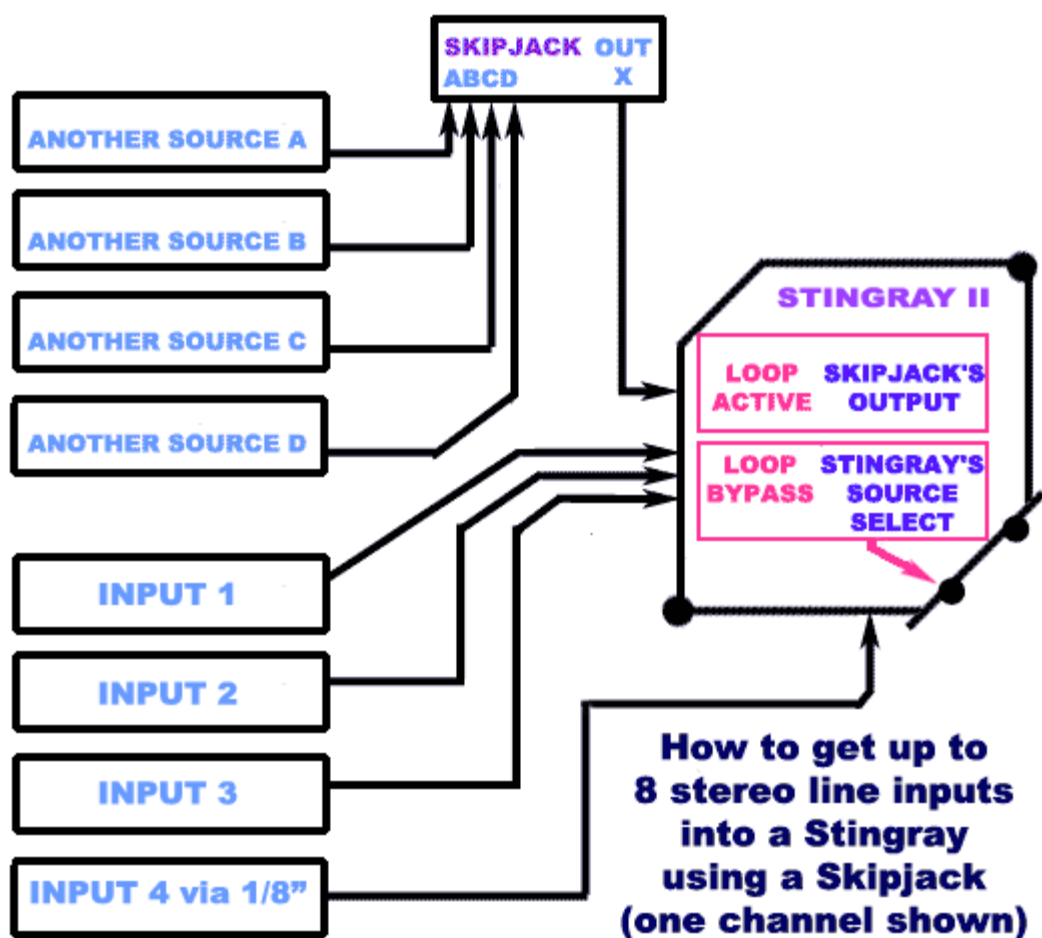 SKIPJACK OUT
ABCD X
ANOTHER SOURCE A
ANOTHER SOURCE B
ANOTHER SOURCE C
ANOTHER SOURCE D
STINGRAY II
LOOP SKIPJACK'S
ACTIVE OUTPUT
LOOP STINGRAY'S
BYPASS SOURCE
SELECT
INPUT 1
INPUT 2
INPUT 3
INPUT 4 via 1/8”
How to get up to
8 stereo line inputs
into a Stingray
using a Skipjack
(one channel shown)